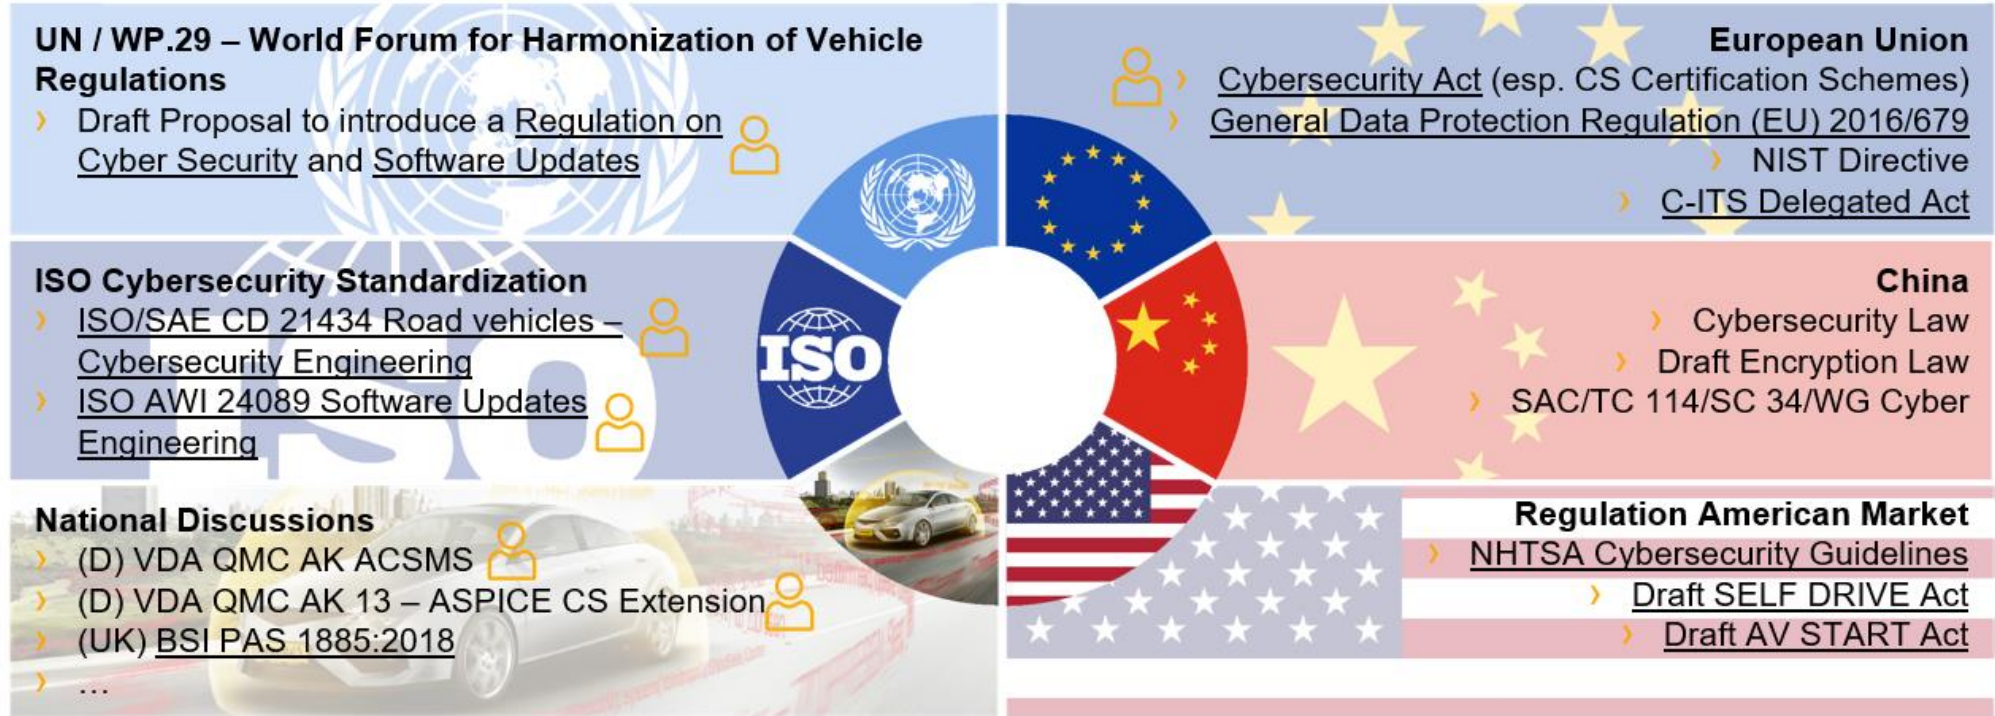 UN / WP.29 – World Forum for Harmonization of Vehicle
Regulations
› Draft Proposal to introduce a Regulation on
Cyber Security and Software Updates
ISO Cybersecurity Standardization
› ISO/SAE CD 21434 Road vehicles –
Cybersecurity Engineering
› ISO AWI 24089 Software Updates
Engineering
National Discussions
› (D) VDA QMC AK ACSMS
› (D) VDA QMC AK 13 – ASPICE CS Extension
› (UK) BSI PAS 1885:2018
› …
ISO
ISO
European Union
› Cybersecurity Act (esp. CS Certification Schemes)
› General Data Protection Regulation (EU) 2016/679
› NIST Directive
› C-ITS Delegated Act
China
› Cybersecurity Law
› Draft Encryption Law
› SAC/TC 114/SC 34/WG Cyber
Regulation American Market
› NHTSA Cybersecurity Guidelines
› Draft SELF DRIVE Act
› Draft AV START Act